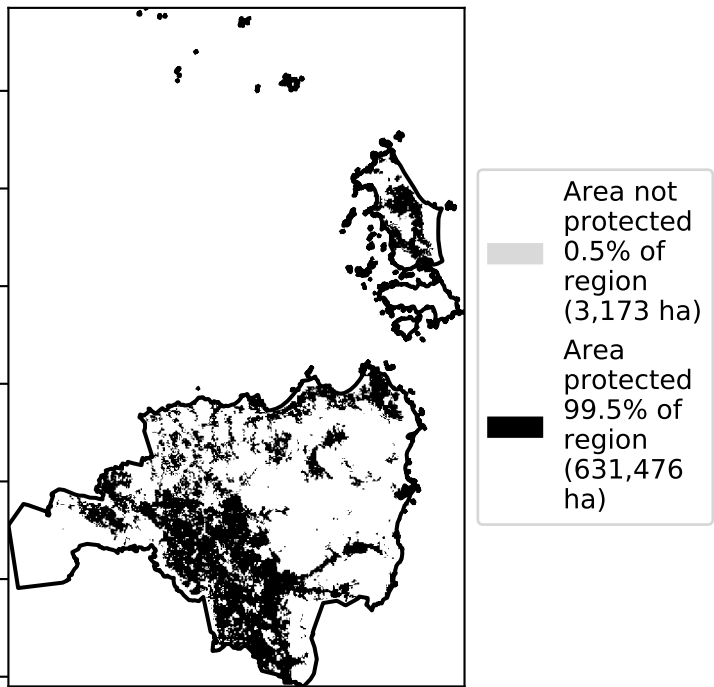 Area not
protected
0.5% of
region
(3,173 ha)
Area
protected
99.5% of
region
(631,476
ha)